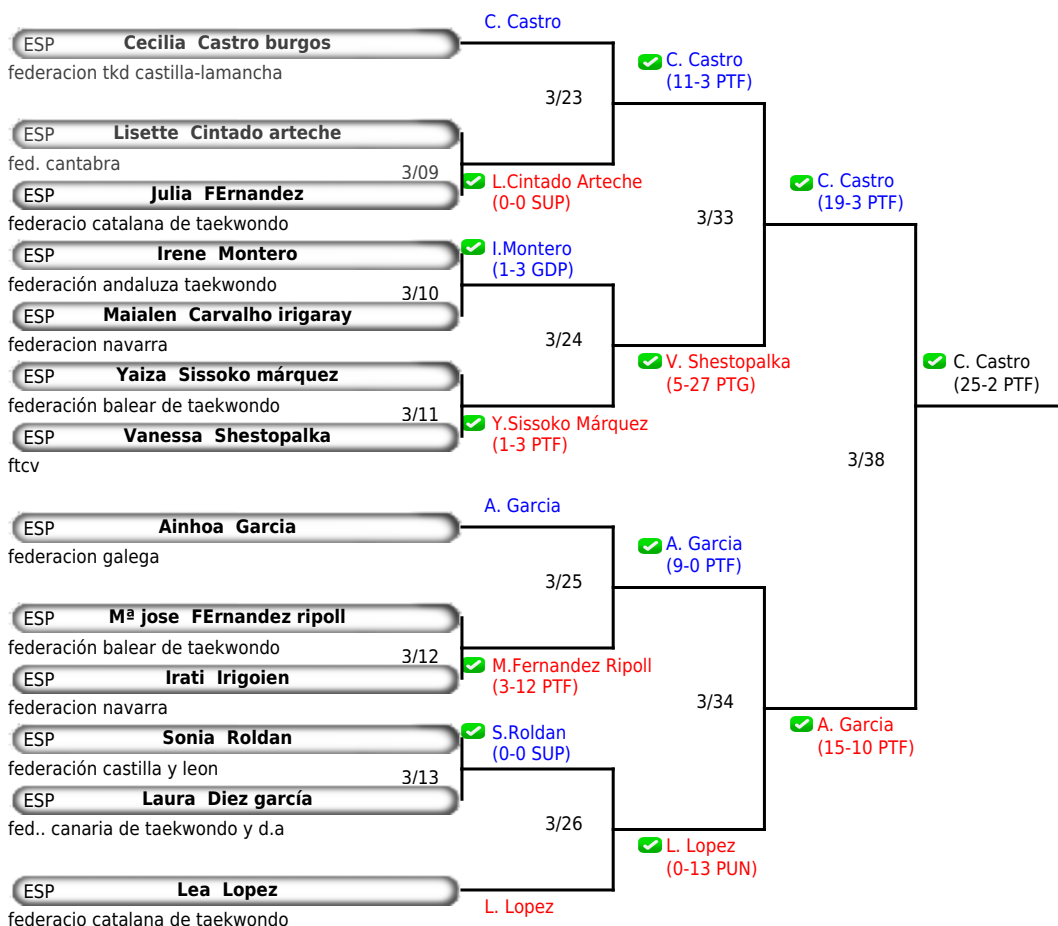 C. Castro
ESP Cecilia Castro burgos
federacion tkd castilla-lamancha
C. Castro
(11-3 PTF)
3/23
ESP Lisette Cintado arteche
fed. cantabra
3/09
L.Cintado Arteche
(0-0 SUP)
ESP Julia FErnandez
federacio catalana de taekwondo
C. Castro
(19-3 PTF)
3/33
ESP Irene Montero
federación andaluza taekwondo
I.Montero
(1-3 GDP)
3/10
ESP Maialen Carvalho irigaray
federacion navarra
3/24
V. Shestopalka
(5-27 PTG)
C. Castro
(25-2 PTF)
ESP Yaiza Sissoko márquez
federación balear de taekwondo
3/11
Y.Sissoko Márquez
(1-3 PTF)
ESP Vanessa Shestopalka
ftcv
3/38
A. Garcia
ESP Ainhoa Garcia
federacion galega
A. Garcia
(9-0 PTF)
3/25
ESP Mª jose FErnandez ripoll
federación balear de taekwondo
3/12
M.Fernandez Ripoll
(3-12 PTF)
ESP Irati Irigoien
federacion navarra
3/34
A. Garcia
(15-10 PTF)
ESP Sonia Roldan
federación castilla y leon
S.Roldan
(0-0 SUP)
3/13
ESP Laura Diez garcía
fed.. canaria de taekwondo y d.a
3/26
L. Lopez
(0-13 PUN)
ESP Lea Lopez
federacio catalana de taekwondo
L. Lopez